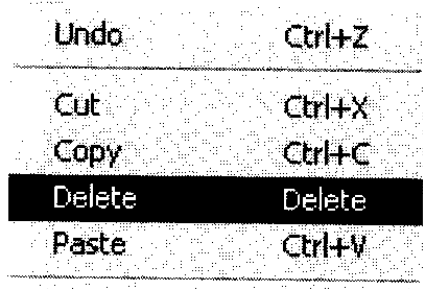 Undo Ctrl+Z
Cut Ctrl+X
Copy Ctrl+C
Delete Delete
Paste Ctrl+V